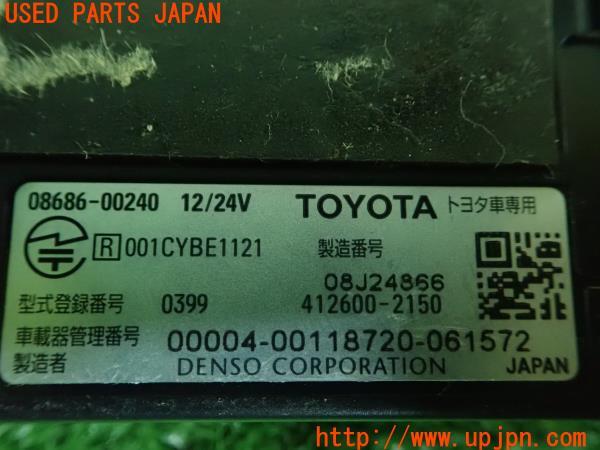 USED PARTS JAPAN
08686-00240 12/24V TOYOTA トヨタ車専用
R 001CYBE1121 製造番号
08J24866
型式登録番号 0399 412600-2150
車載器管理番号 00004-00118720-061572
製造者 DENSO CORPORATION JAPAN
http://www.upjpn.com